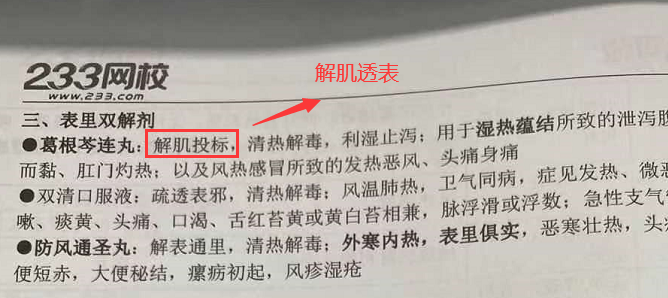 解肌透表
233网校
www.233.com
三、表里双解剂
●葛根芩连丸：解肌投标，清热解毒，利湿止泻；用于湿热蕴结所致的泄泻腹
而黏、肛门灼热；以及风热感冒所致的发热恶风、头痛身痛
●双清口服液：疏透表邪，清热解毒；风温肺热，卫气同病，症见发热、微恶
嗽、痰黄、头痛、口渴、舌红苔黄或黄白苔相兼，脉浮滑或浮数；急性支气
●防风通圣丸：解表通里，清热解毒；外寒内热，表里俱实，恶寒壮热，头
便短赤，大便秘结，瘰疬初起，风疹湿疮